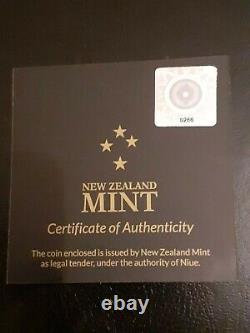 0266
NEW ZEALAND
MINT
Certificate of Authenticity
The coin enclosed is issued by New Zealand Mint
as legal tender, under the authority of Niue.